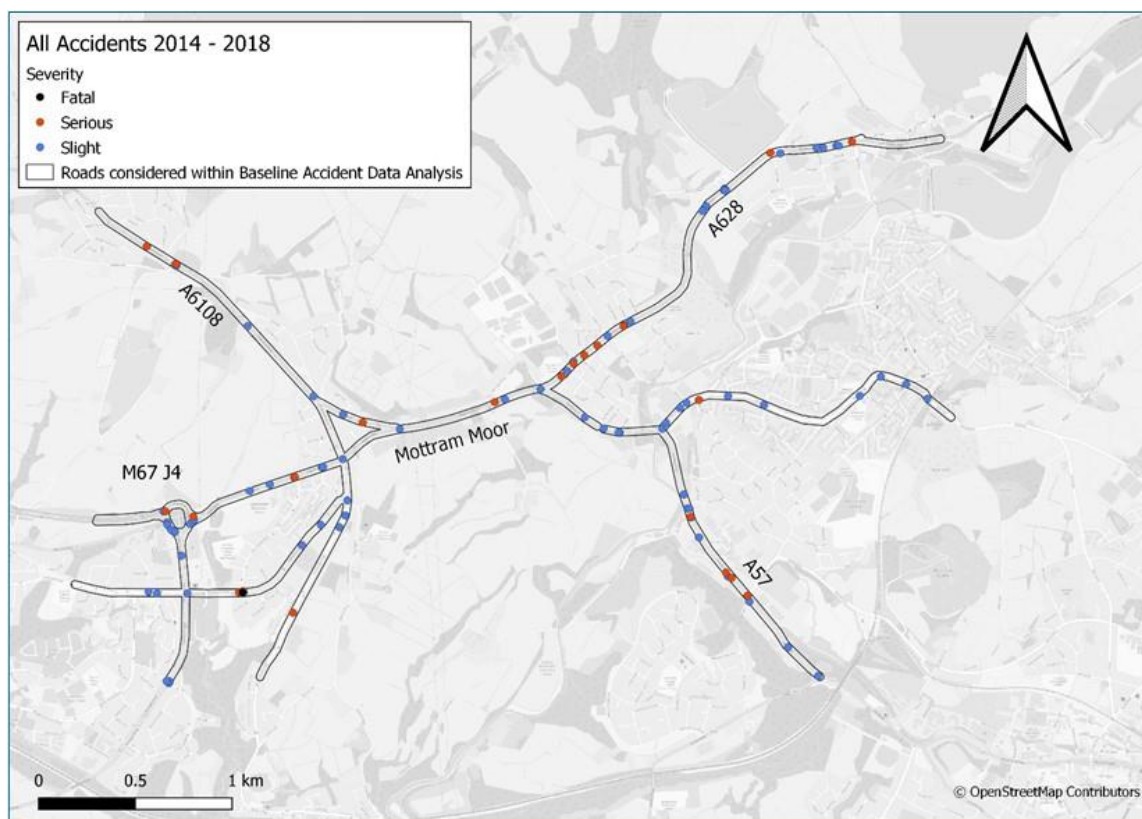 All Accidents 2014 - 2018
Severity
Fatal
Serious
Slight
Roads considered within Baseline Accident Data Analysis
A628
A6108
Mottram Moor
M67 J4
A57
0 0.5 1 km
© OpenStreetMap Contributors